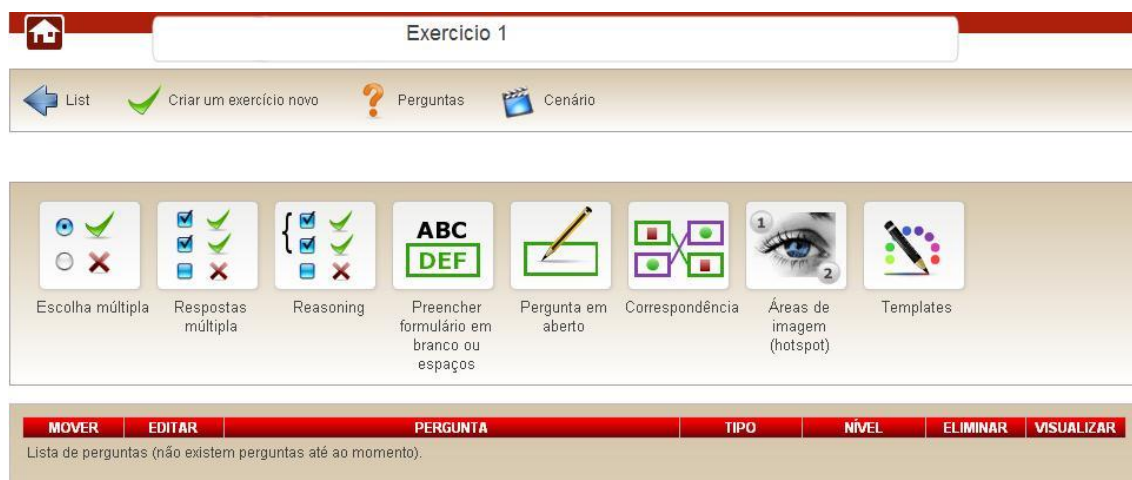 Exercicio 1
List Criar um exercício novo Perguntas Cenário
ABC
DEF
1
2
Escolha múltipla
Respostas
múltipla
Reasoning
Preencher
formulário em
branco ou
espaços
Pergunta em
aberto
Correspondência
Áreas de
imagem
(hotspot)
Templates
MOVER EDITAR PERGUNTA TIPO NÍVEL ELIMINAR VISUALIZAR
Lista de perguntas (não existem perguntas até ao momento).